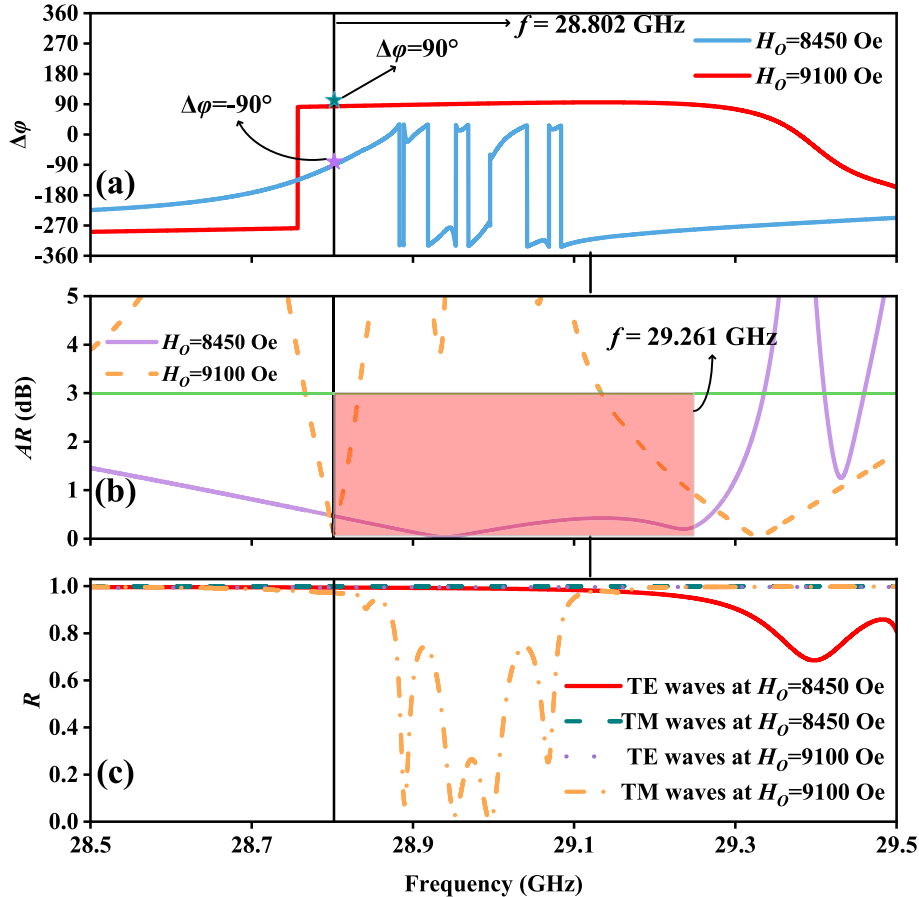 360
270
180
90
0
-90
-180
-270
-360
Δφ
f = 28.802 GHz
Δφ=90°
Δφ=-90°
H_O=8450 Oe
H_O=9100 Oe
(a)
5
4
3
2
1
0
AR (dB)
H_O=8450 Oe
H_O=9100 Oe
f = 29.261 GHz
(b)
1.0
0.8
0.6
0.4
0.2
0.0
R
TE waves at H_O=8450 Oe
TM waves at H_O=8450 Oe
TE waves at H_O=9100 Oe
TM waves at H_O=9100 Oe
(c)
28.5 28.7 28.9 29.1 29.3 29.5
Frequency (GHz)